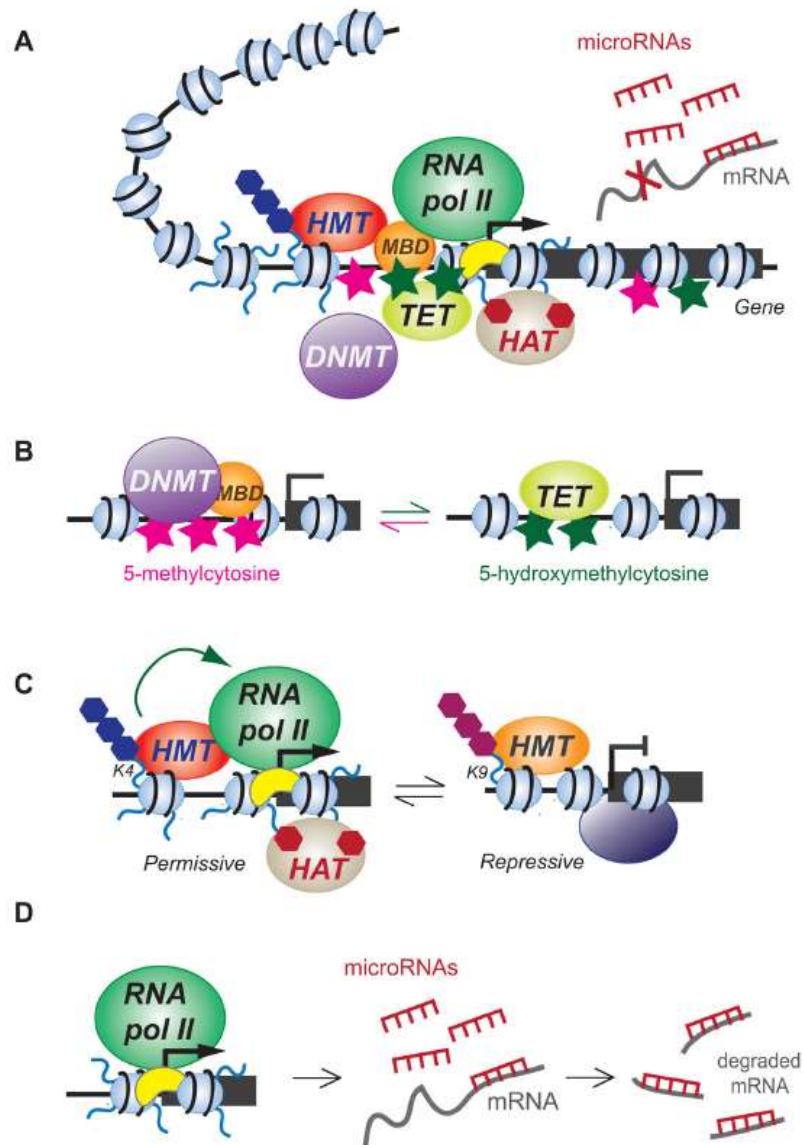 A
microRNAs
RNA
pol II
mRNA
HMT
MBD
TET
HAT
DNMT
Gene
B
DNMT
MBD
TET
5-methylcytosine
5-hydroxymethylcytosine
C
RNA
pol II
HMT
K4
HAT
Permissive
HMT
K9
Repressive
D
microRNAs
RNA
pol II
mRNA
degraded
mRNA